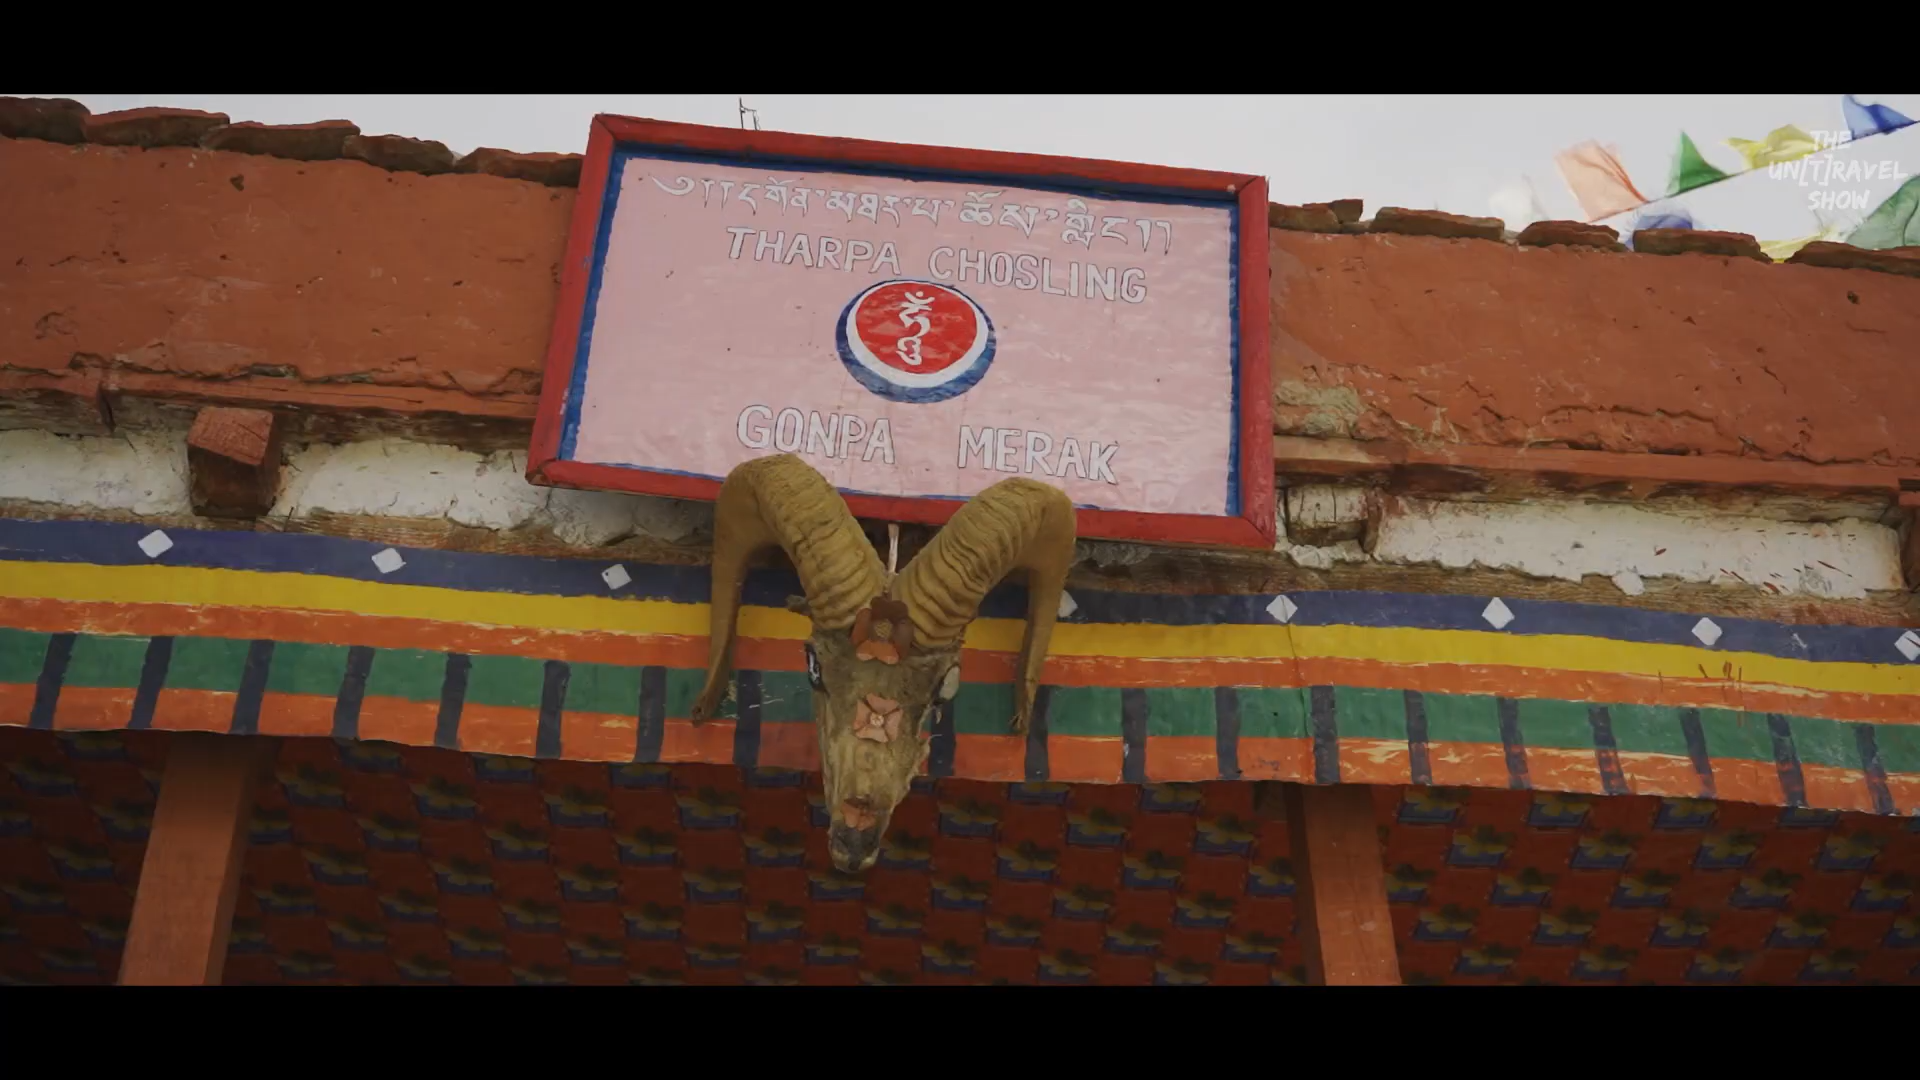 ༄།།དགོན་མཐར་པ་ཆོས་གླིང།།
THARPA CHOSLING
GONPA MERAK
THE
UN[T]RAVEL
SHOW